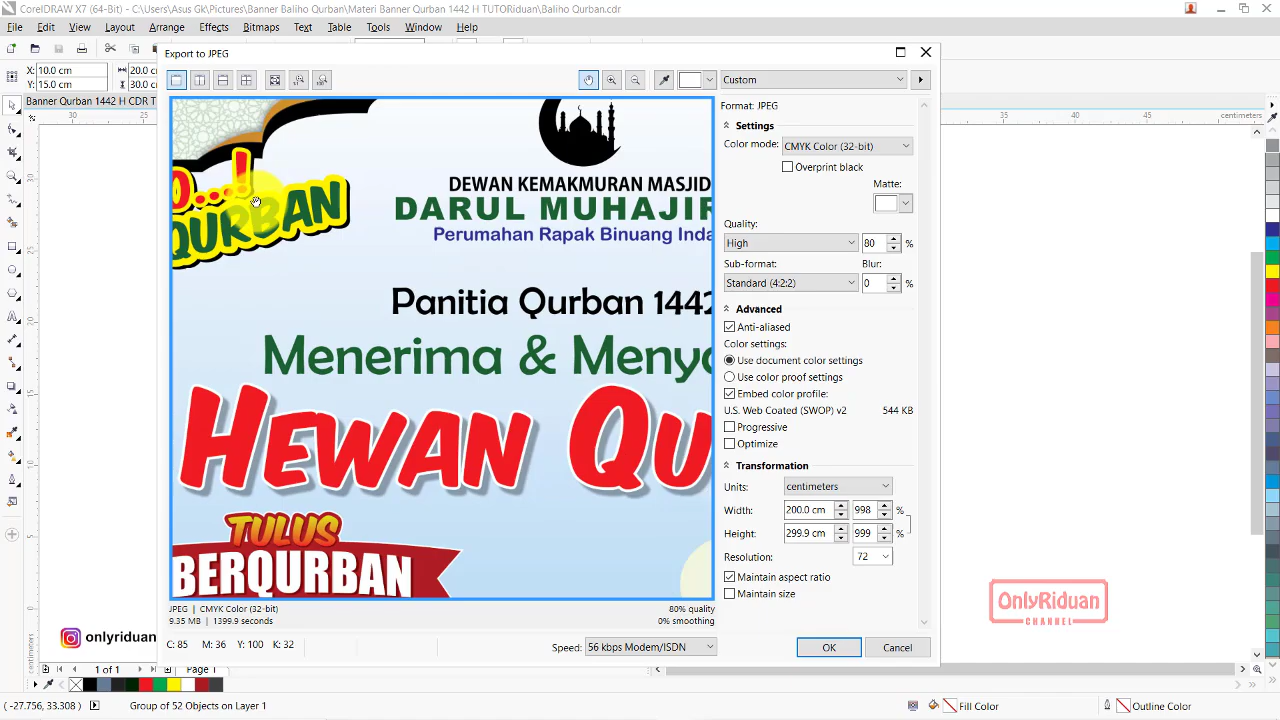 CorelDRAW X7 (64-Bit) - C:\Users\Asus Gk\Pictures\Banner Baliho Qurban\Materi Banner Qurban 1442 H TUTORiduan\Baliho Qurban.cdr
File Edit View Layout Arrange Effects Bitmaps Text Table Tools Window Help
Export to JPEG
X: 10.0 cm
Y: 15.0 cm
20.0 c
30.0 c
Banner Qurban 1442 H CDR T
Custom
30 25 35 40 45 centimeters
Format: JPEG
Settings
Color mode: CMYK Color (32-bit)
Overprint black
Matte:
Quality:
High 80 %
Sub-format: Blur:
Standard (4:2:2) 0 %
Advanced
Anti-aliased
Color settings:
Use document color settings
Use color proof settings
Embed color profile:
U.S. Web Coated (SWOP) v2 544 KB
Progressive
Optimize
Transformation
Units: centimeters
Width: 200.0 cm 998 %
Height: 299.9 cm 999 %
Resolution: 72
Maintain aspect ratio
Maintain size
O...!
QURBAN
DEWAN KEMAKMURAN MASJID
DARUL MUHAJIR
Perumahan Rapak Binuang Inda
Panitia Qurban 1442
Menerima & Menya
HEWAN QU
TULUS
BERQURBAN
JPEG | CMYK Color (32-bit) 80% quality
9.35 MB | 1399.9 seconds 0% smoothing
C: 85 M: 36 Y: 100 K: 32
Speed: 56 kbps Modem/ISDN
OK Cancel
onlyriduan
OnlyRiduan
CHANNEL
1 of 1 Page 1
(-27.756, 33.308) Group of 52 Objects on Layer 1 Fill Color Outline Color